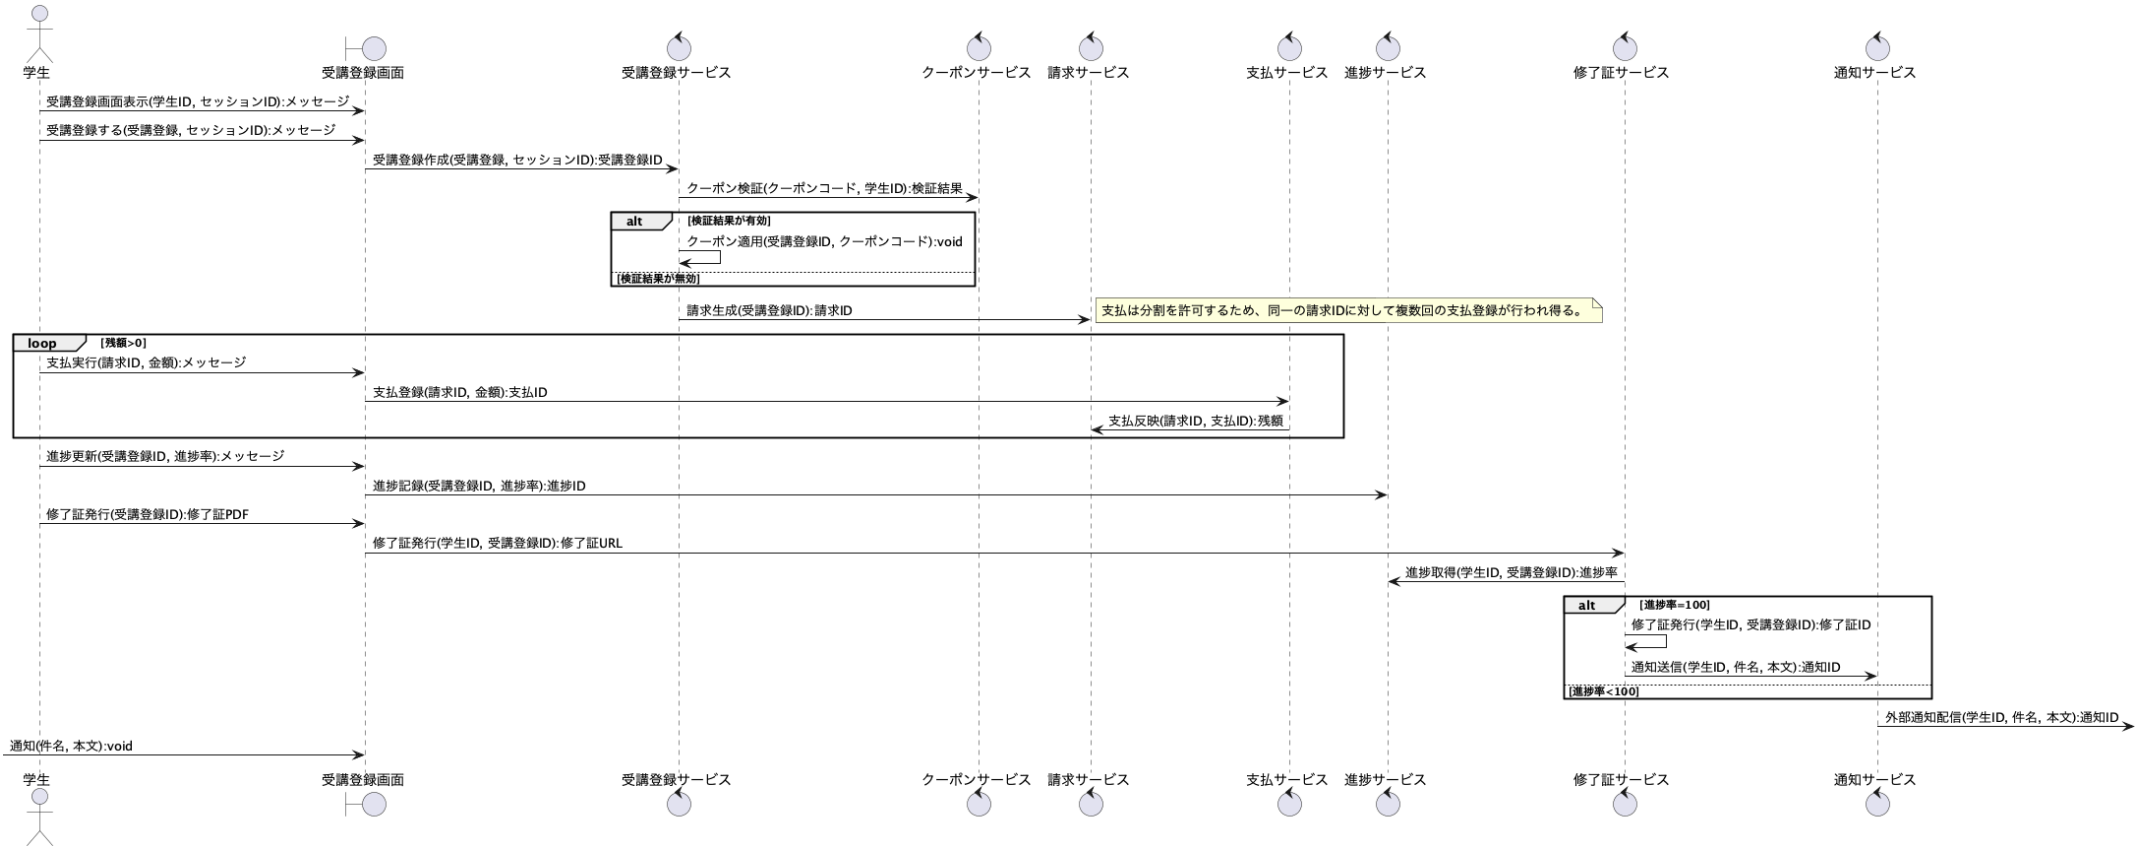 学生
受講登録画面
受講登録サービス
クーポンサービス
請求サービス
支払サービス
進捗サービス
修了証サービス
通知サービス
受講登録画面表示(学生ID, セッションID):メッセージ
受講登録する(受講登録, セッションID):メッセージ
受講登録作成(受講登録, セッションID):受講登録ID
クーポン検証(クーポンコード, 学生ID):検証結果
alt [検証結果が有効]
クーポン適用(受講登録ID, クーポンコード):void
[検証結果が無効]
請求生成(受講登録ID):請求ID
支払は分割を許可するため、同一の請求IDに対して複数回の支払登録が行われ得る。
loop [残額>0]
支払実行(請求ID, 金額):メッセージ
支払登録(請求ID, 金額):支払ID
支払反映(請求ID, 支払ID):残額
進捗更新(受講登録ID, 進捗率):メッセージ
進捗記録(受講登録ID, 進捗率):進捗ID
修了証発行(受講登録ID):修了証PDF
修了証発行(学生ID, 受講登録ID):修了証URL
進捗取得(学生ID, 受講登録ID):進捗率
alt [進捗率=100]
修了証発行(学生ID, 受講登録ID):修了証ID
通知送信(学生ID, 件名, 本文):通知ID
[進捗率<100]
外部通知配信(学生ID, 件名, 本文):通知ID
通知(件名, 本文):void
学生
受講登録画面
受講登録サービス
クーポンサービス
請求サービス
支払サービス
進捗サービス
修了証サービス
通知サービス